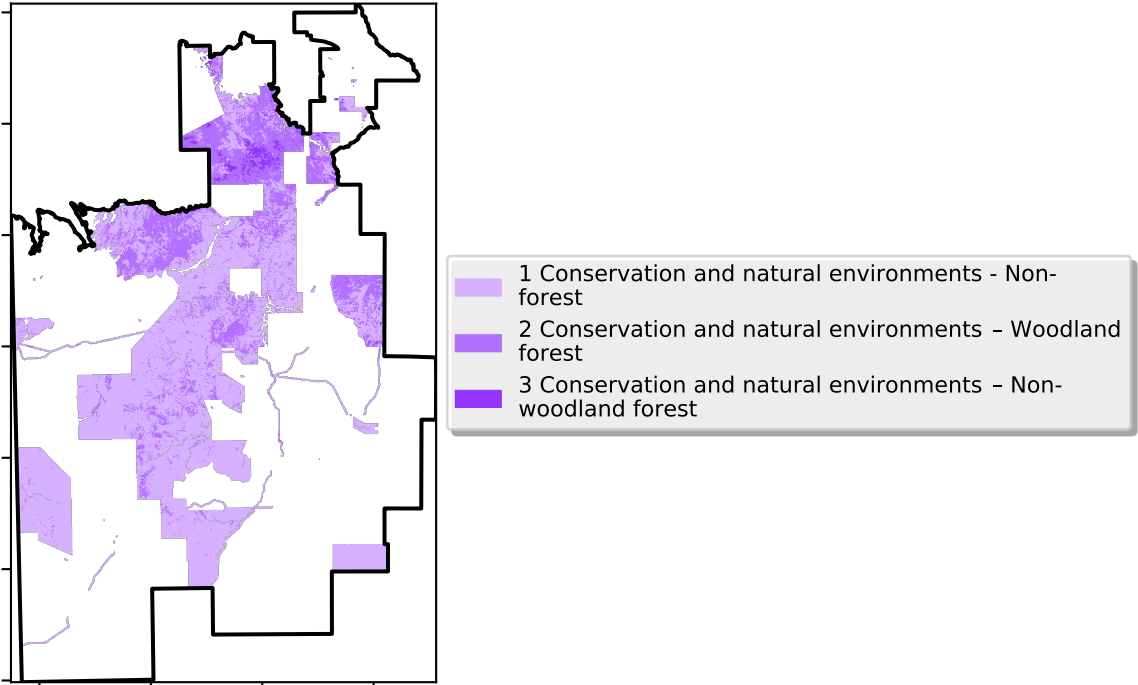 1 Conservation and natural environments - Non-
forest
2 Conservation and natural environments – Woodland
forest
3 Conservation and natural environments – Non-
woodland forest